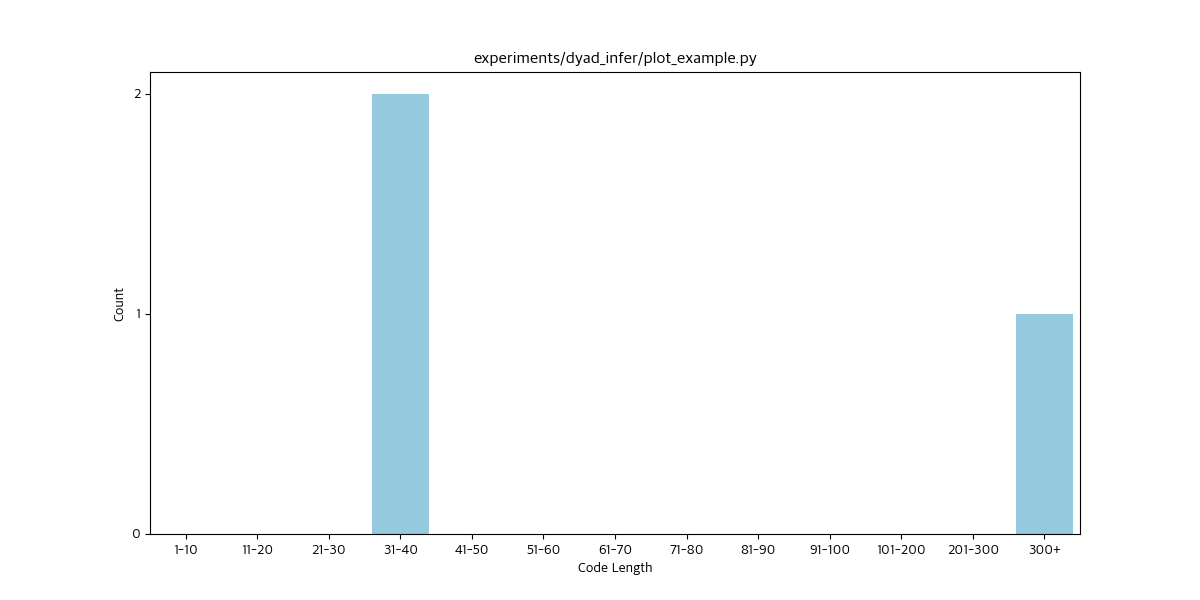 experiments/dyad_infer/plot_example.py
2
1
0
Count
1-10 11-20 21-30 31-40 41-50 51-60 61-70 71-80 81-90 91-100 101-200 201-300 300+
Code Length